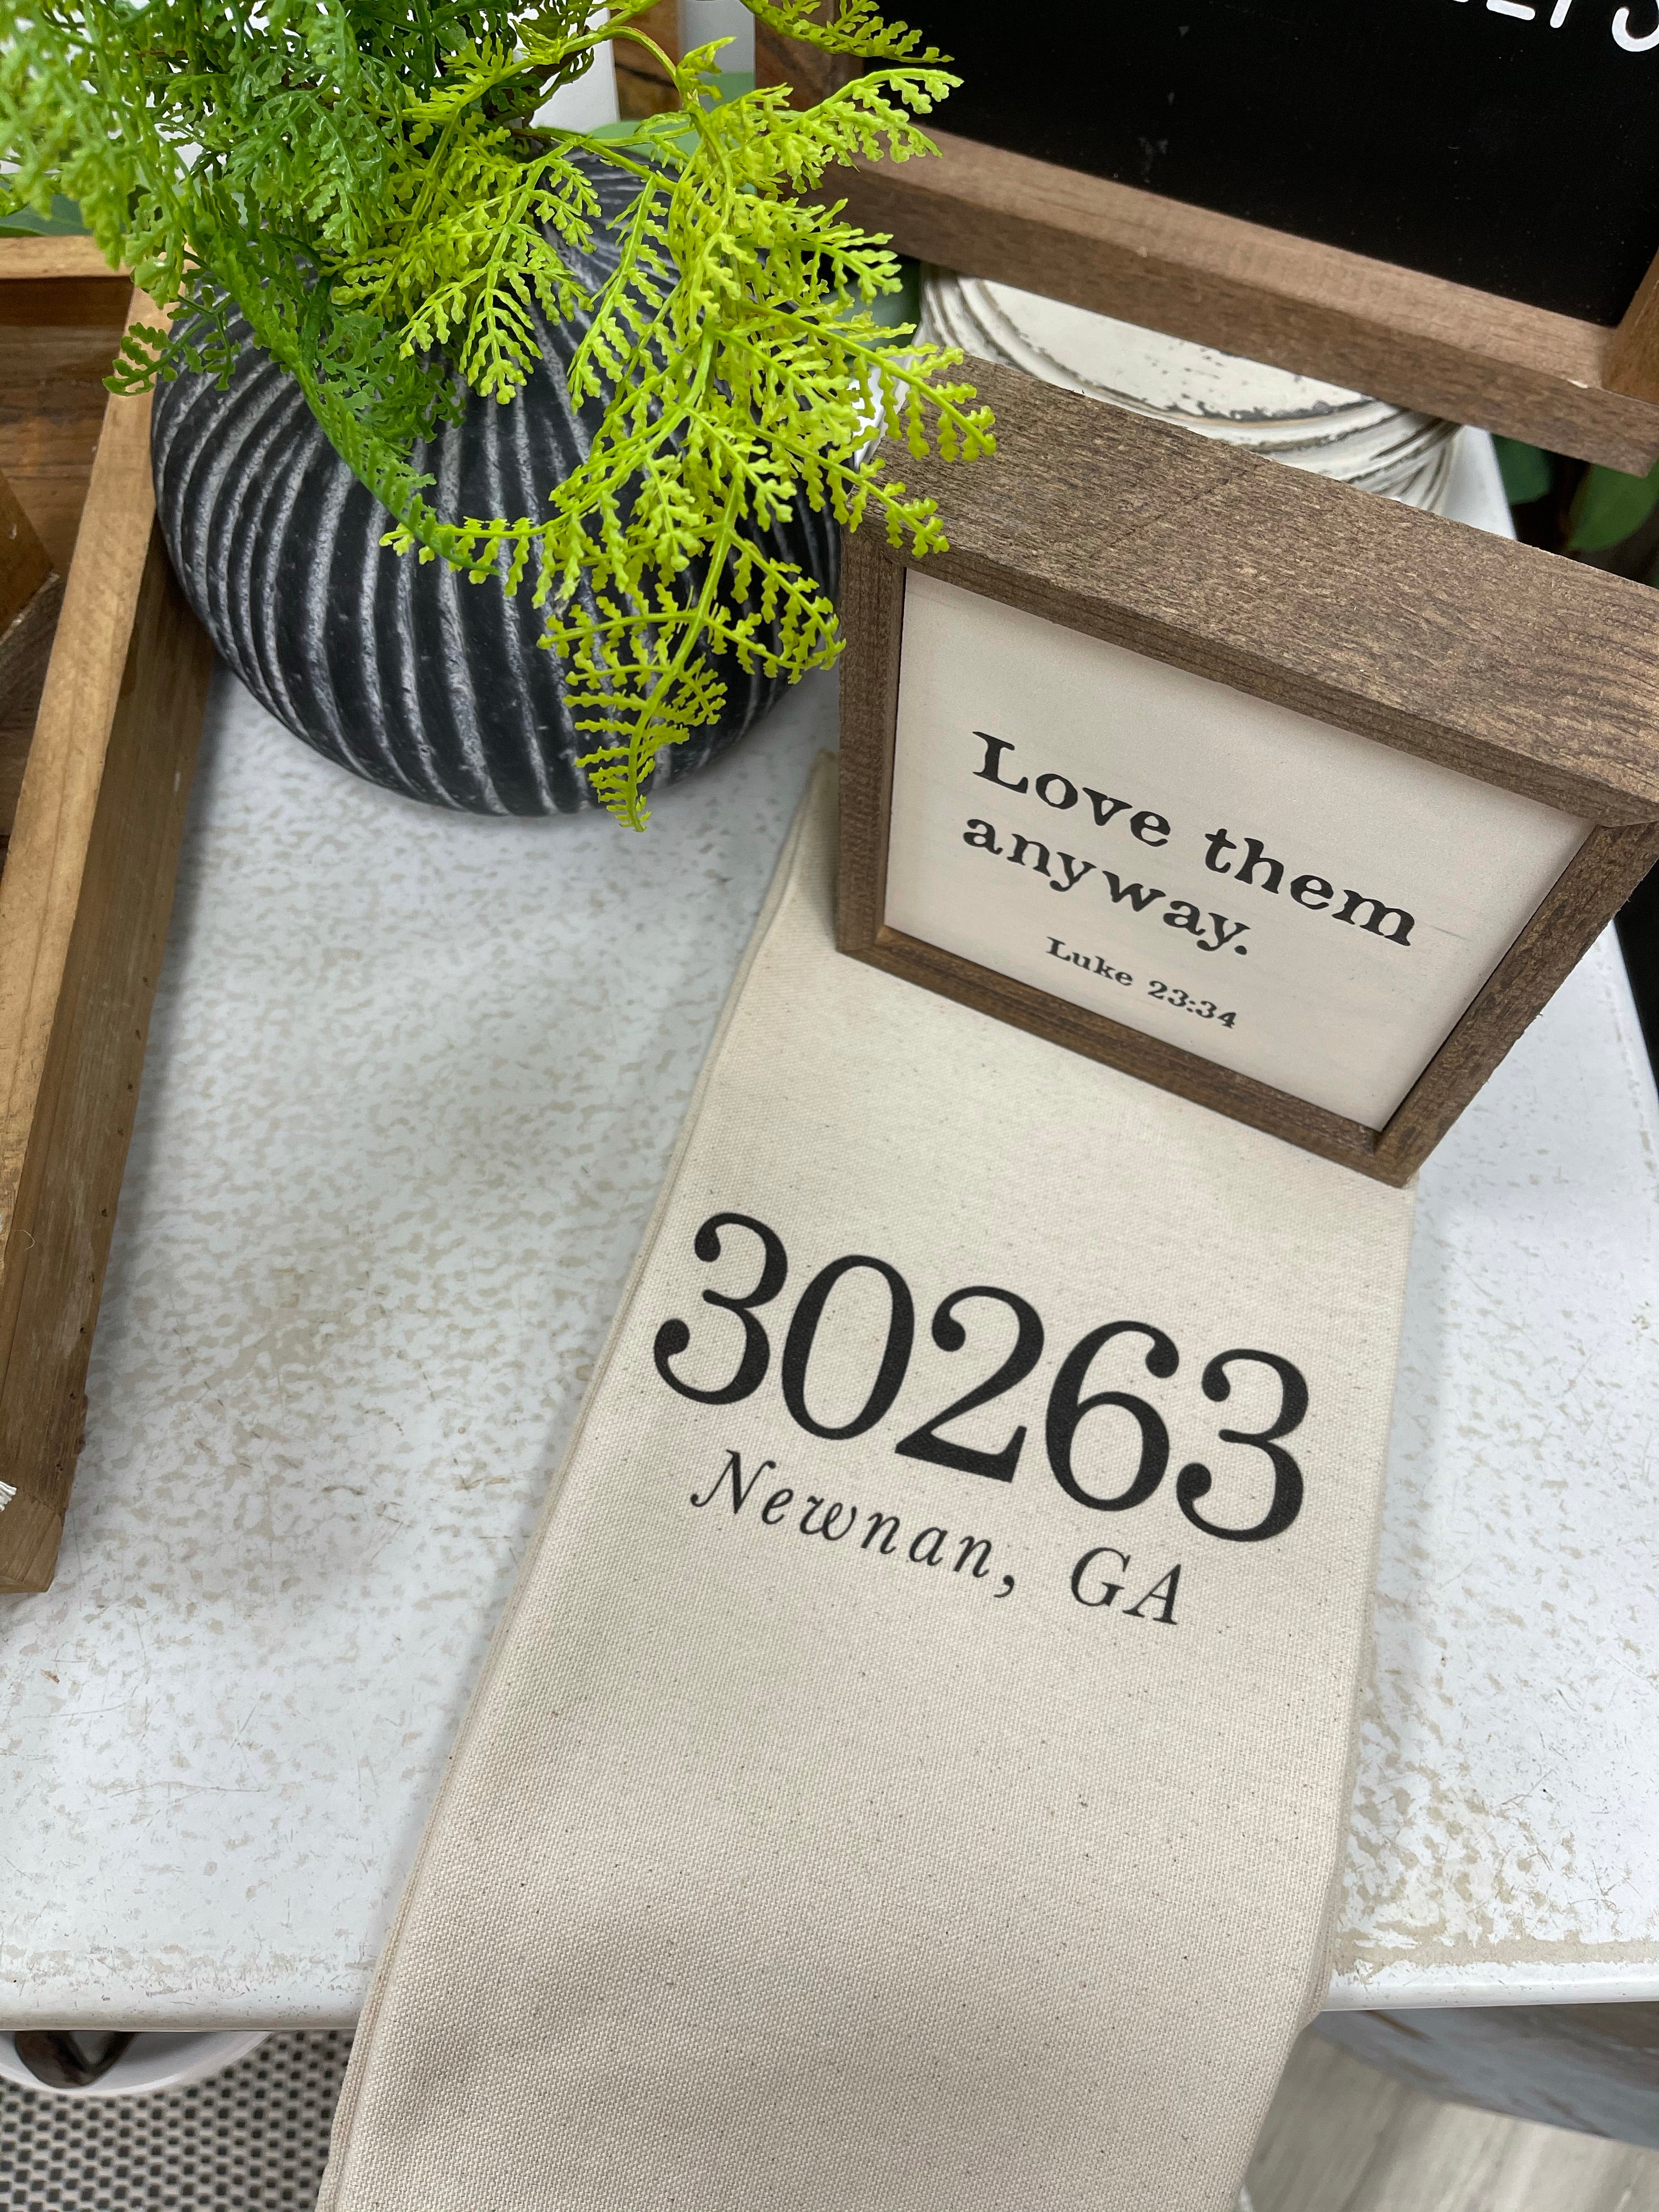 Love them
anyway.
Luke 23:34
30263
Newnan, GA